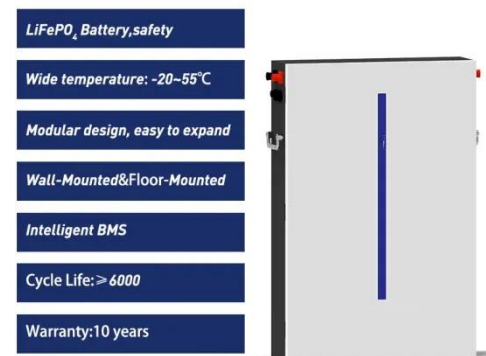 LiFePO₄ Battery,safety
Wide temperature: -20~55℃
Modular design, easy to expand
Wall-Mounted&Floor-Mounted
Intelligent BMS
Cycle Life:≥6000
Warranty:10 years